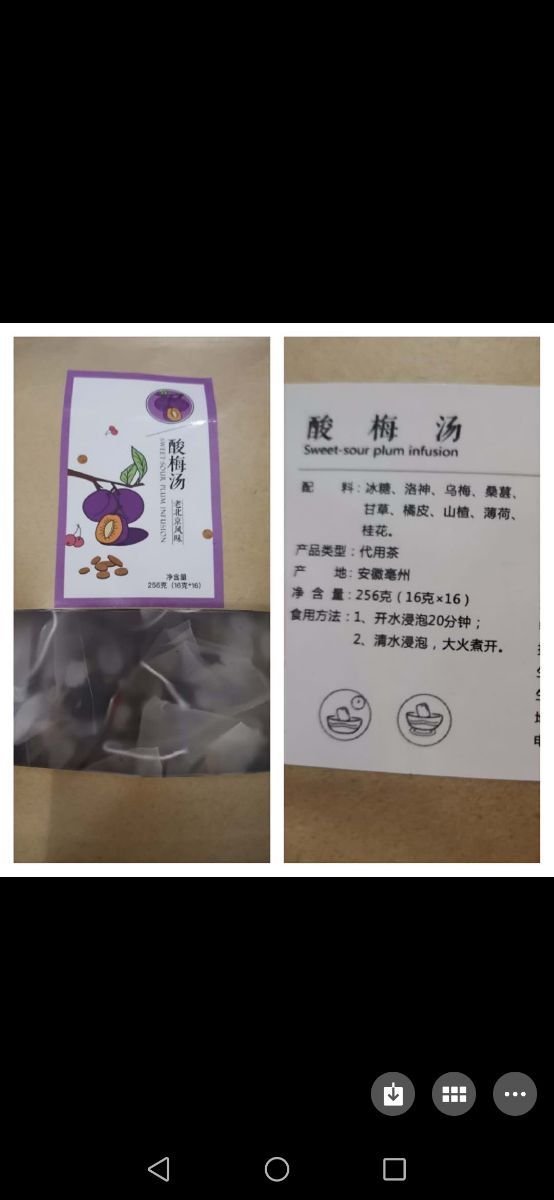 酸梅汤
SWEET-SOUR PLUM INFUSION
老北京风味
净含量
256克（16克*16）
酸 梅 汤
Sweet-sour plum infusion
配 料：冰糖、洛神、乌梅、桑葚、
甘草、橘皮、山楂、薄荷、
桂花。
产品类型：代用茶
产 地：安徽亳州
净 含 量：256克（16克×16）
食用方法：1、开水浸泡20分钟；
2、清水浸泡，大火煮开。